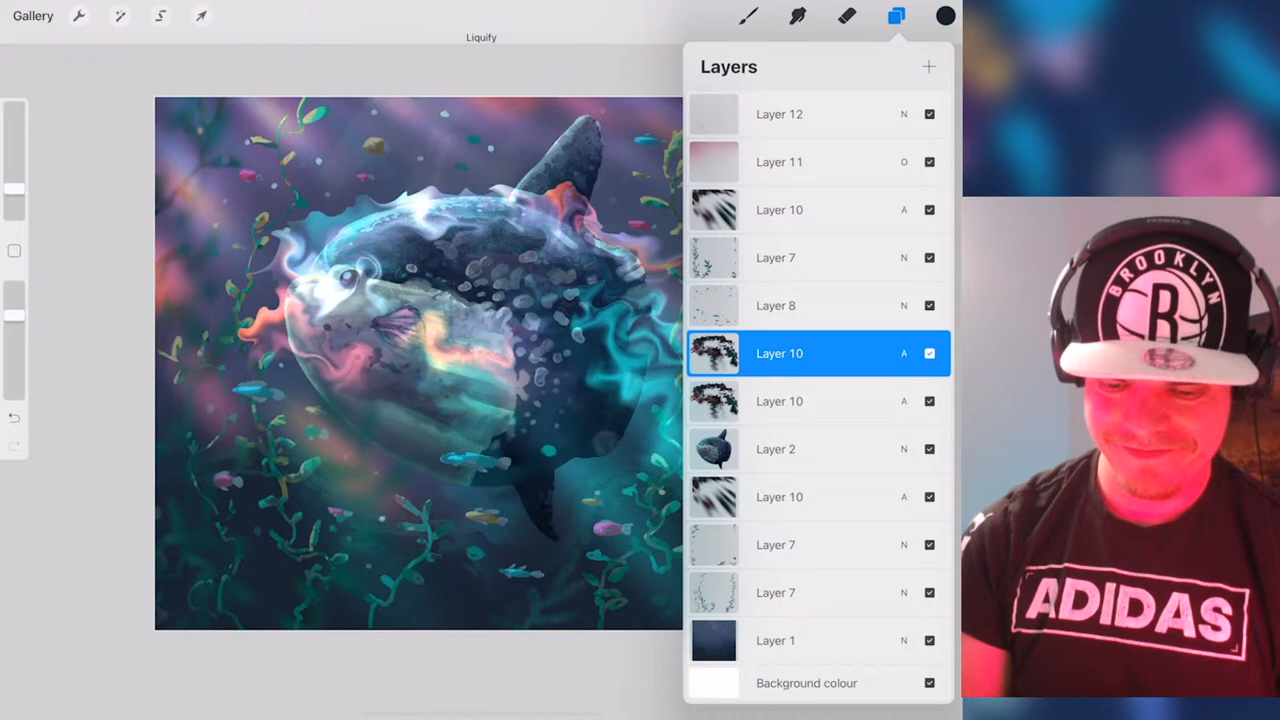 Gallery
Liquify
Layers
Layer 12 N
Layer 11 O
Layer 10 A
Layer 7 N
Layer 8 N
Layer 10 A
Layer 10 A
Layer 2 N
Layer 10 A
Layer 7 N
Layer 7 N
Layer 1 N
Background colour
BROOKLYN
B
ADIDAS